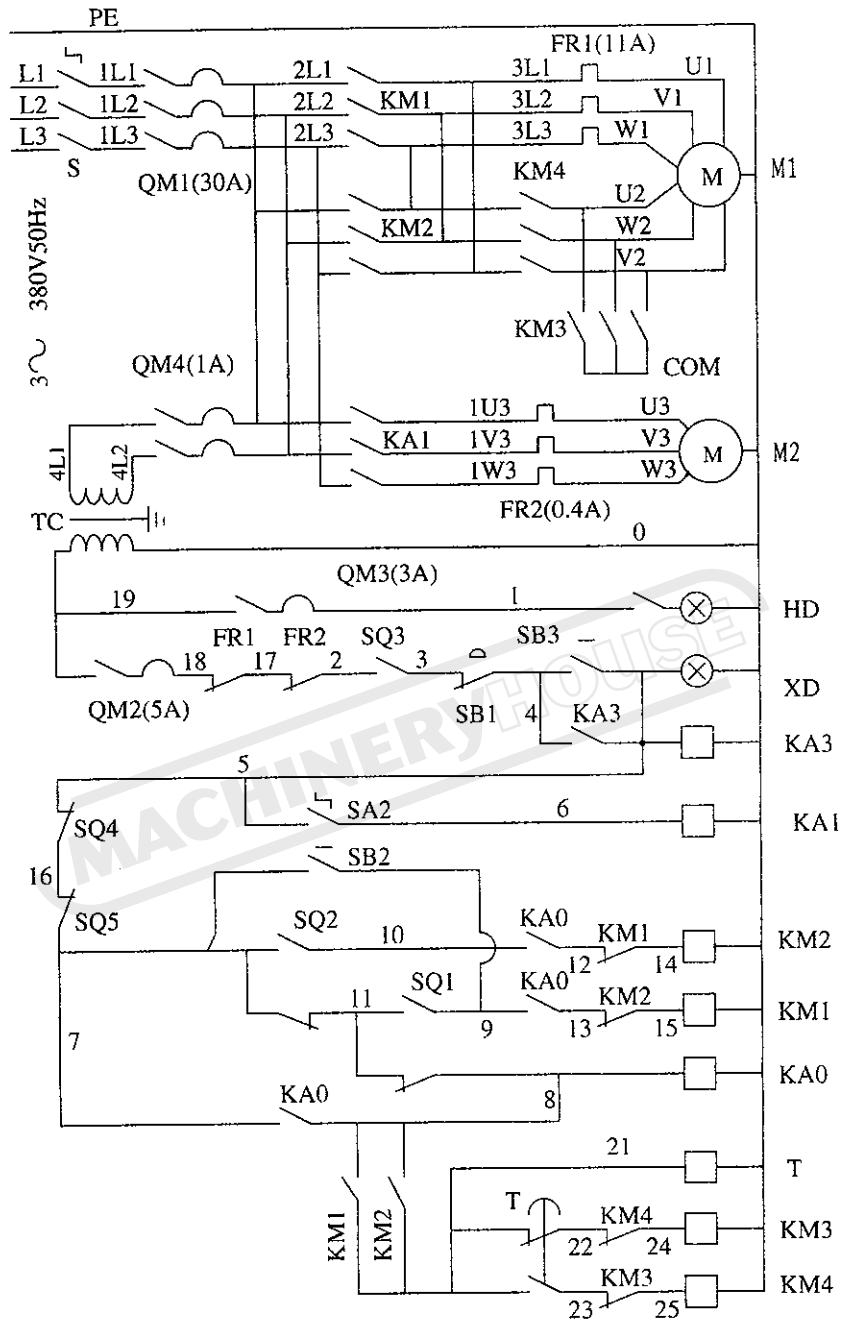 PE
FR1(11A)
L1 1L1 2L1 3L1 U1
L2 1L2 2L2 KM1 3L2 V1
L3 1L3 2L3 3L3 W1
S QM1(30A) KM4 M M1
U2
KM2 W2
V2
3 380V50Hz
KM3 COM
QM4(1A)
1U3 U3
4L1 4L2 KA1 1V3 V3 M M2
1W3 W3
FR2(0.4A)
TC 0
QM3(3A)
19 1 HD
FR1 FR2 SQ3 SB3
18 17 2 3 XD
QM2(5A) SB1 4 KA3
KA3
5
SA2 6 KA1
SQ4
SB2
16
SQ5 SQ2 10 KA0 KM1 KM2
12 14
11 SQ1 KA0 KM2 KM1
7 9 13 15
KA0
KA0 8
21 T
KM1 KM2 T KM4 KM3
22 24
KM3 KM4
23 25
MACHINERYHOUSE